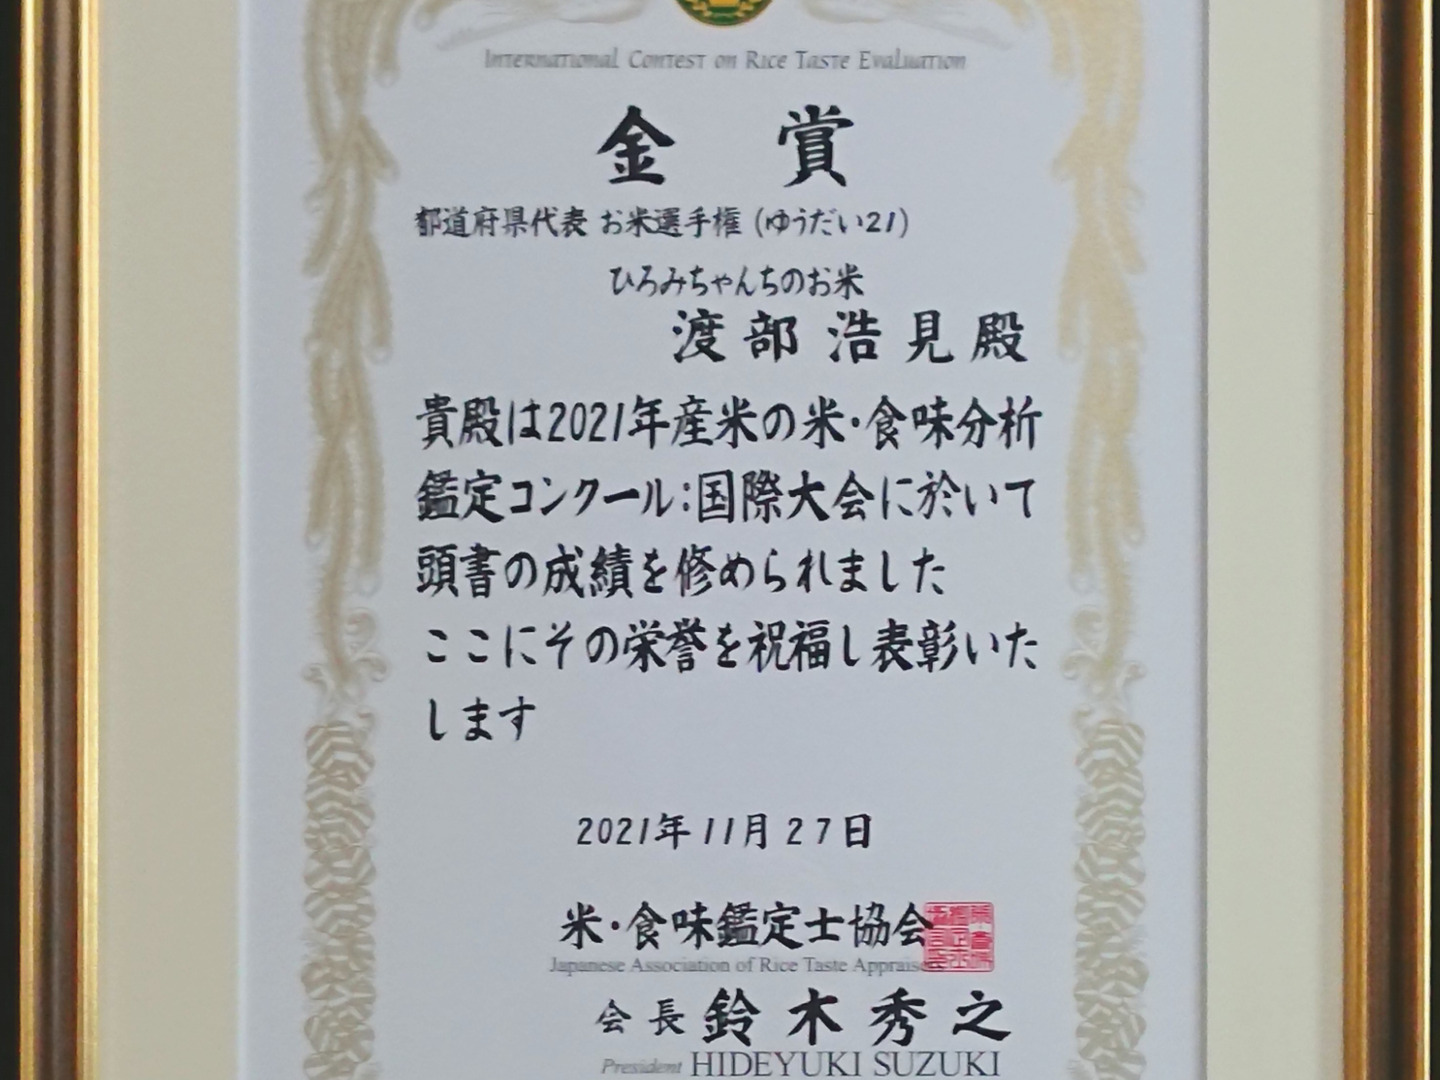 International Contest on Rice Taste Evaluation
金 賞
都道府県代表 お米選手権 (ゆうだい21)
ひろみちゃんちのお米
渡部浩見殿
貴殿は2021年産米の米・食味分析
鑑定コンクール:国際大会に於いて
頭書の成績を修められました
ここにその栄誉を祝福し表彰いた
します
2021年11月27日
米・食味鑑定士協会
Japanese Association of Rice Taste
会長 鈴木秀之
President HIDEYUKI SUZUKI